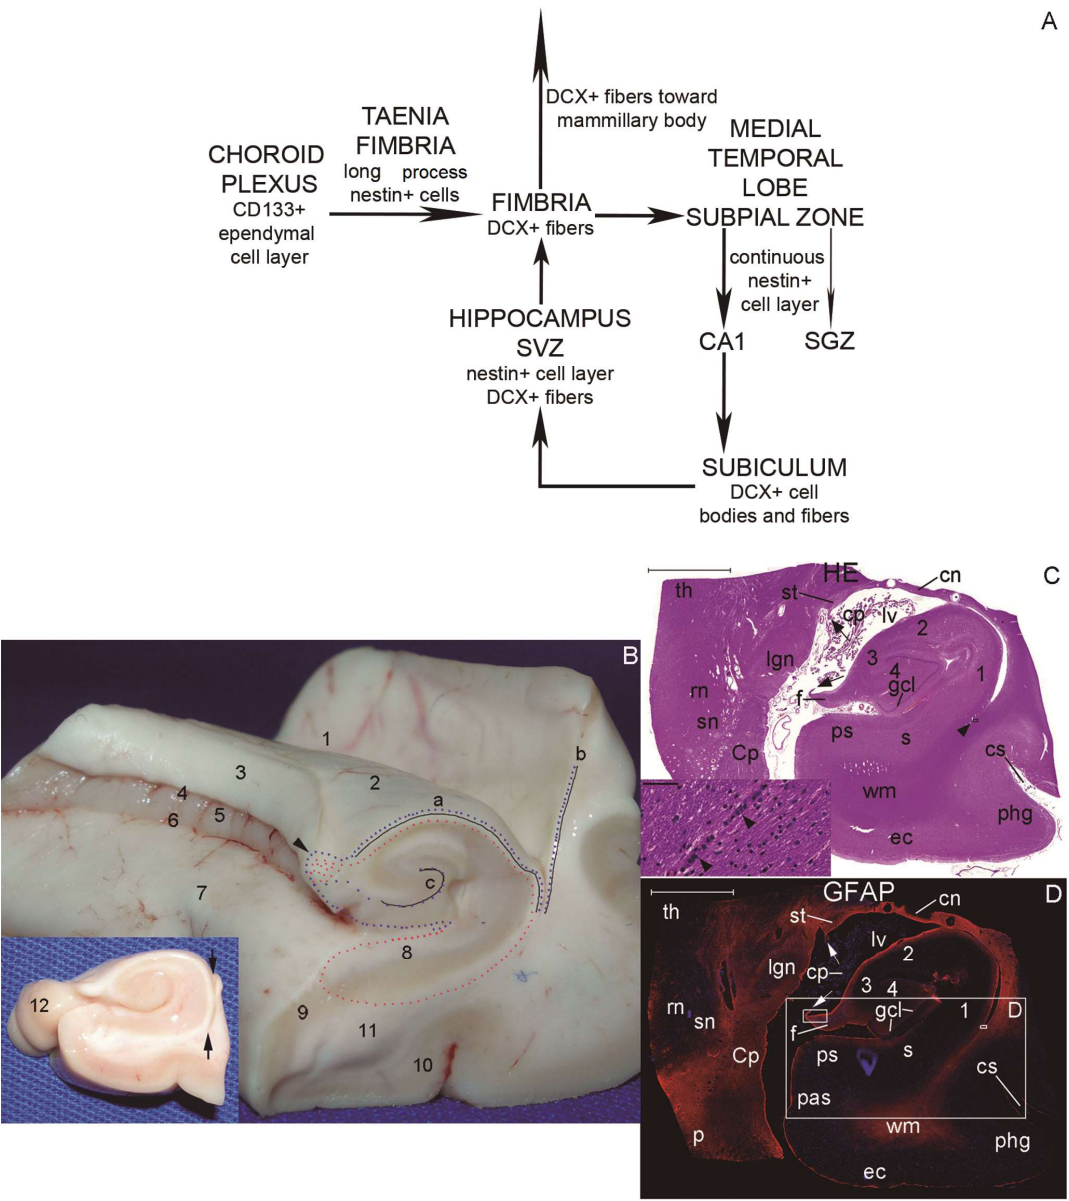 A
DCX+ fibers toward
mammillary body
TAENIA
FIMBRIA
long process
nestin+ cells
CHOROID
PLEXUS
CD133+
ependymal
cell layer
FIMBRIA
DCX+ fibers
MEDIAL
TEMPORAL
LOBE
SUBPIAL ZONE
continuous
nestin+
cell layer
CA1
SGZ
HIPPOCAMPUS
SVZ
nestin+ cell layer
DCX+ fibers
SUBICULUM
DCX+ cell
bodies and fibers
B
1
2
3
4
5
6
7
a
b
c
8
9
10
11
12
C
HE
th
st
cn
cp
lv
2
lgn
3
4
1
gcl
f
rn
sn
ps
s
Cp
cs
wm
phg
ec
D
GFAP
th
st
cn
lv
2
lgn
cp
3
4
rn
sn
gcl
1
D
f
Cp
ps
s
cs
pas
wm
p
phg
ec